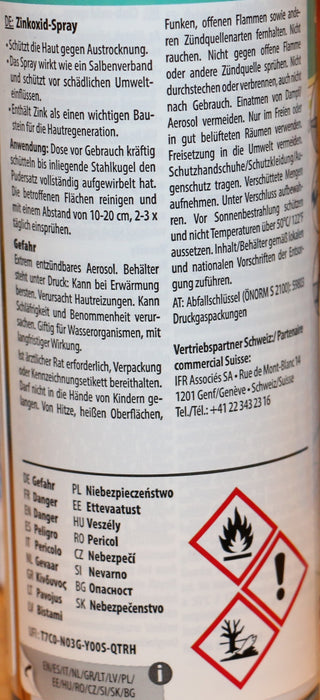 DE: Zinkoxid-Spray
• Schützt die Haut gegen Austrocknung.
• Das Spray wirkt wie ein Salbenverband
und schützt vor schädlichen Umwelt-
einflüssen.
• Enthält Zink als einen wichtigen Bau-
stein für die Hautregeneration.
Anwendung: Dose vor Gebrauch kräftig
schütteln bis inliegende Stahlkugel den
Pudersatz vollständig aufgewirbelt hat.
Die betroffenen Flächen reinigen und
mit einem Abstand von 10-20 cm, 2-3 x
täglich einsprühen.
Gefahr
Extrem entzündbares Aerosol. Behälter
steht unter Druck: Kann bei Erwärmung
bersten. Verursacht Hautreizungen. Kann
Schläfrigkeit und Benommenheit verur-
sachen. Giftig für Wasserorganismen, mit
langfristiger Wirkung.
Ist ärztlicher Rat erforderlich, Verpackung
oder Kennzeichnungsetikett bereithalten.
Darf nicht in die Hände von Kindern ge-
langen. Von Hitze, heißen Oberflächen,
Funken, offenen Flammen sowie ande-
ren Zündquellenarten fernhalten. Nicht
rauchen. Nicht gegen offene Flamme
oder andere Zündquelle sprühen. Nicht
durchstechen oder verbrennen, auch nicht
nach Gebrauch. Einatmen von Dampf/
Aerosol vermeiden. Nur im Freien oder
in gut belüfteten Räumen verwenden.
Freisetzung in die Umwelt vermeiden.
Schutzhandschuhe/Schutzkleidung/Au-
genschutz tragen. Verschüttete Mengen
aufnehmen. Unter Verschluss aufbewah-
ren. Vor Sonnenbestrahlung schützen
und nicht Temperaturen über 50°C/122°F
aussetzen. Inhalt/Behälter gemäß lokalen
und nationalen Vorschriften der Entsor-
gung zuführen.
AT: Abfallschlüssel (ÖNORM S 2100): 59803
Druckgaspackungen
Vertriebspartner Schweiz/ Partenaire
commercial Suisse:
IFR Associés SA • Rue de Mont-Blanc 14
1201 Genf/Genève • Schweiz/Suisse
Tel./Tél.: +41 22 343 23 16
DE Gefahr
FR Danger
EN Danger
ES Peligro
IT Pericolo
NL Gevaar
GR Κίνδυνος
LT Pavojus
LV Bīstami
PL Niebezpieczeństwo
EE Ettevaatust
HU Veszély
RO Pericol
CZ Nebezpečí
SI Nevarno
BG Опасност
SK Nebezpečenstvo
UFI: T7C0-N03G-Y00S-QTRH
EN/ES/IT/NL/GR/LT/LV/PL/
EE/HU/RO/CZ/SI/SK/BG
i